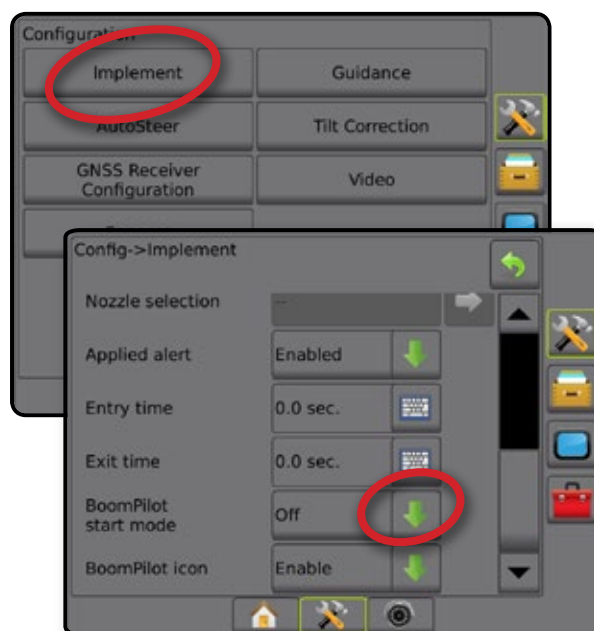 Configuration
Implement
Guidance
AutoSteer
Tilt Correction
GNSS Receiver
Configuration
Video
Config->Implement
Nozzle selection
--
Applied alert
Enabled
Entry time
0.0 sec.
Exit time
0.0 sec.
BoomPilot
start mode
Off
BoomPilot icon
Enable